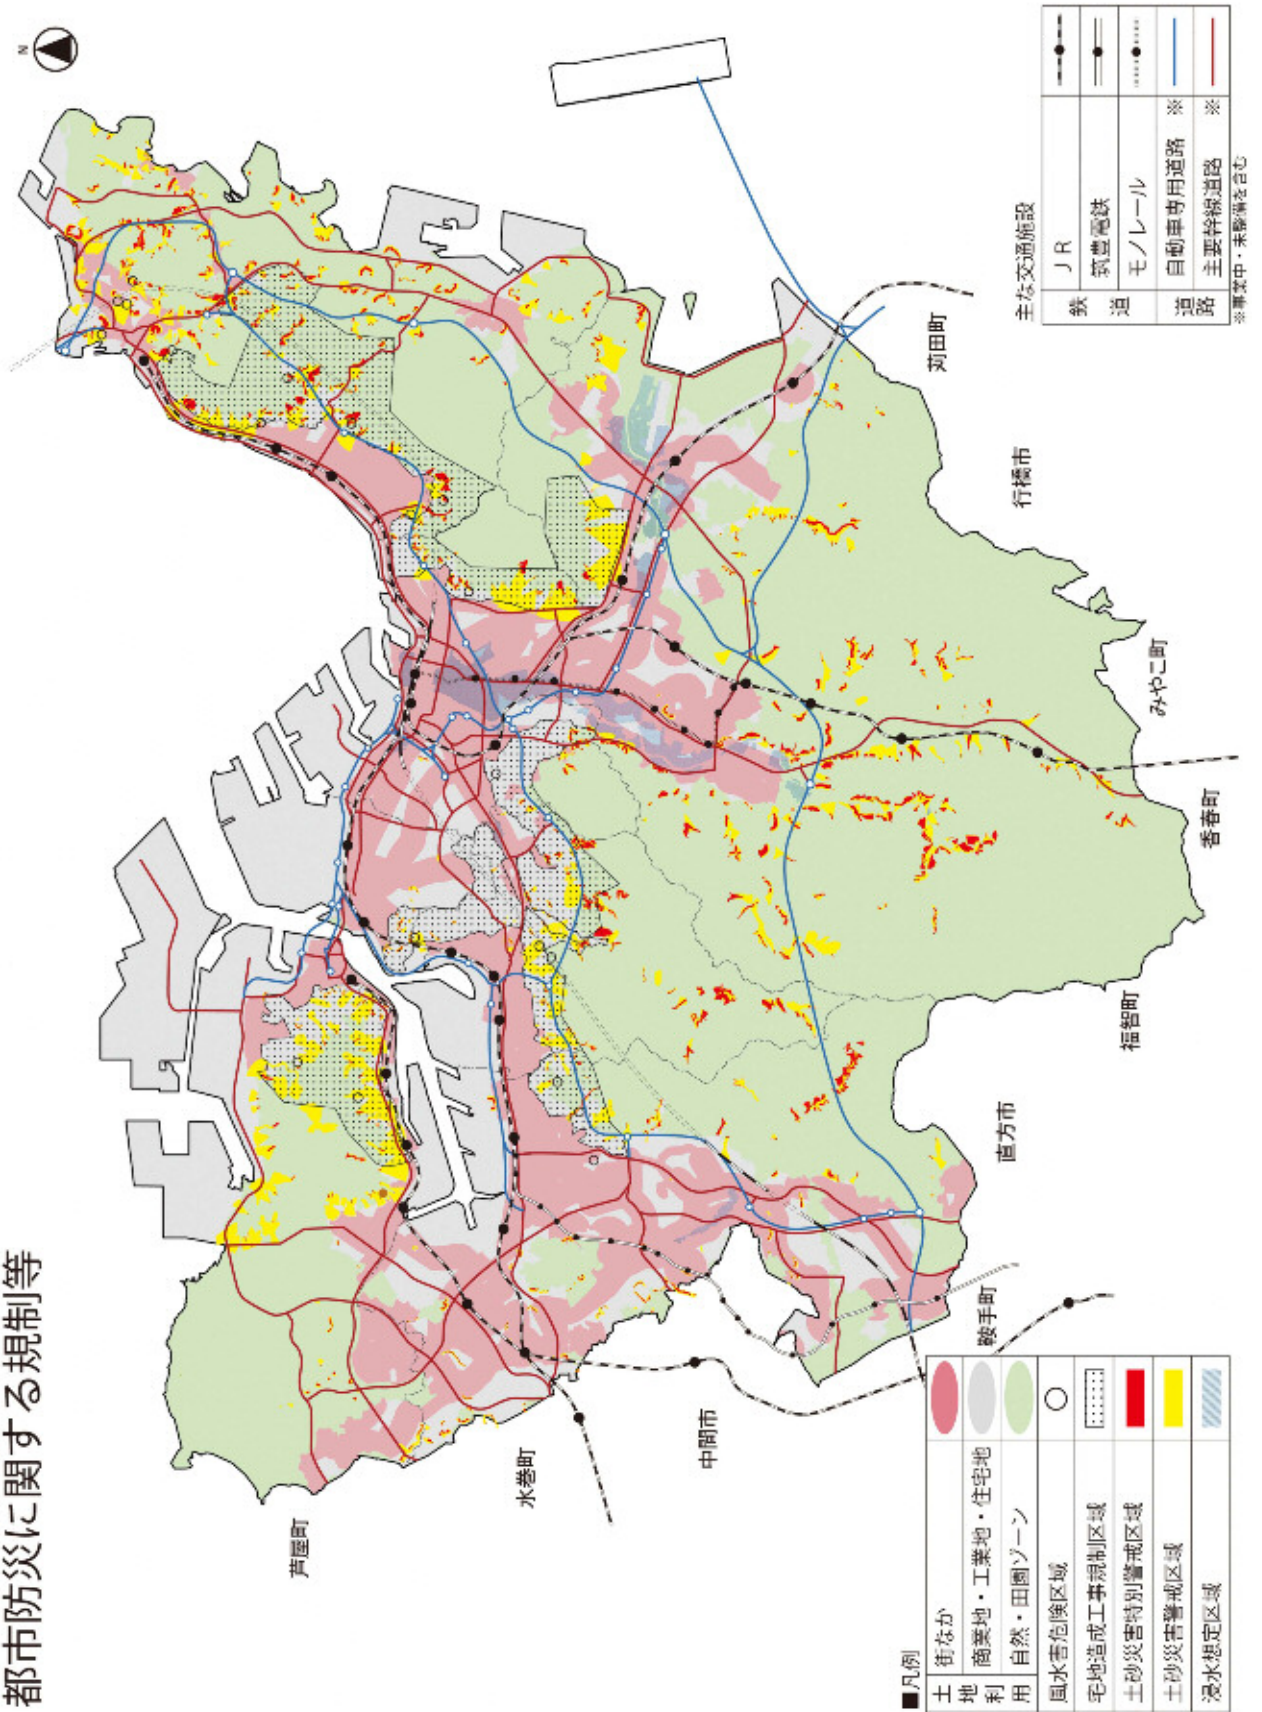 都市防災に関する規制等
N
芦屋町
水巻町
中間市
鞍手町
直方市
福智町
香春町
みやこ町
行橋市
苅田町
■凡例
土地利用
街なか
商業地・工業地・住宅地
自然・田園ゾーン
風水害危険区域
宅地造成工事規制区域
土砂災害特別警戒区域
土砂災害警戒区域
浸水想定区域
主な交通施設
鉄道
ＪＲ
筑豊電鉄
モノレール
道路
自動車専用道路 ※
主要幹線道路 ※
※事業中・未整備を含む